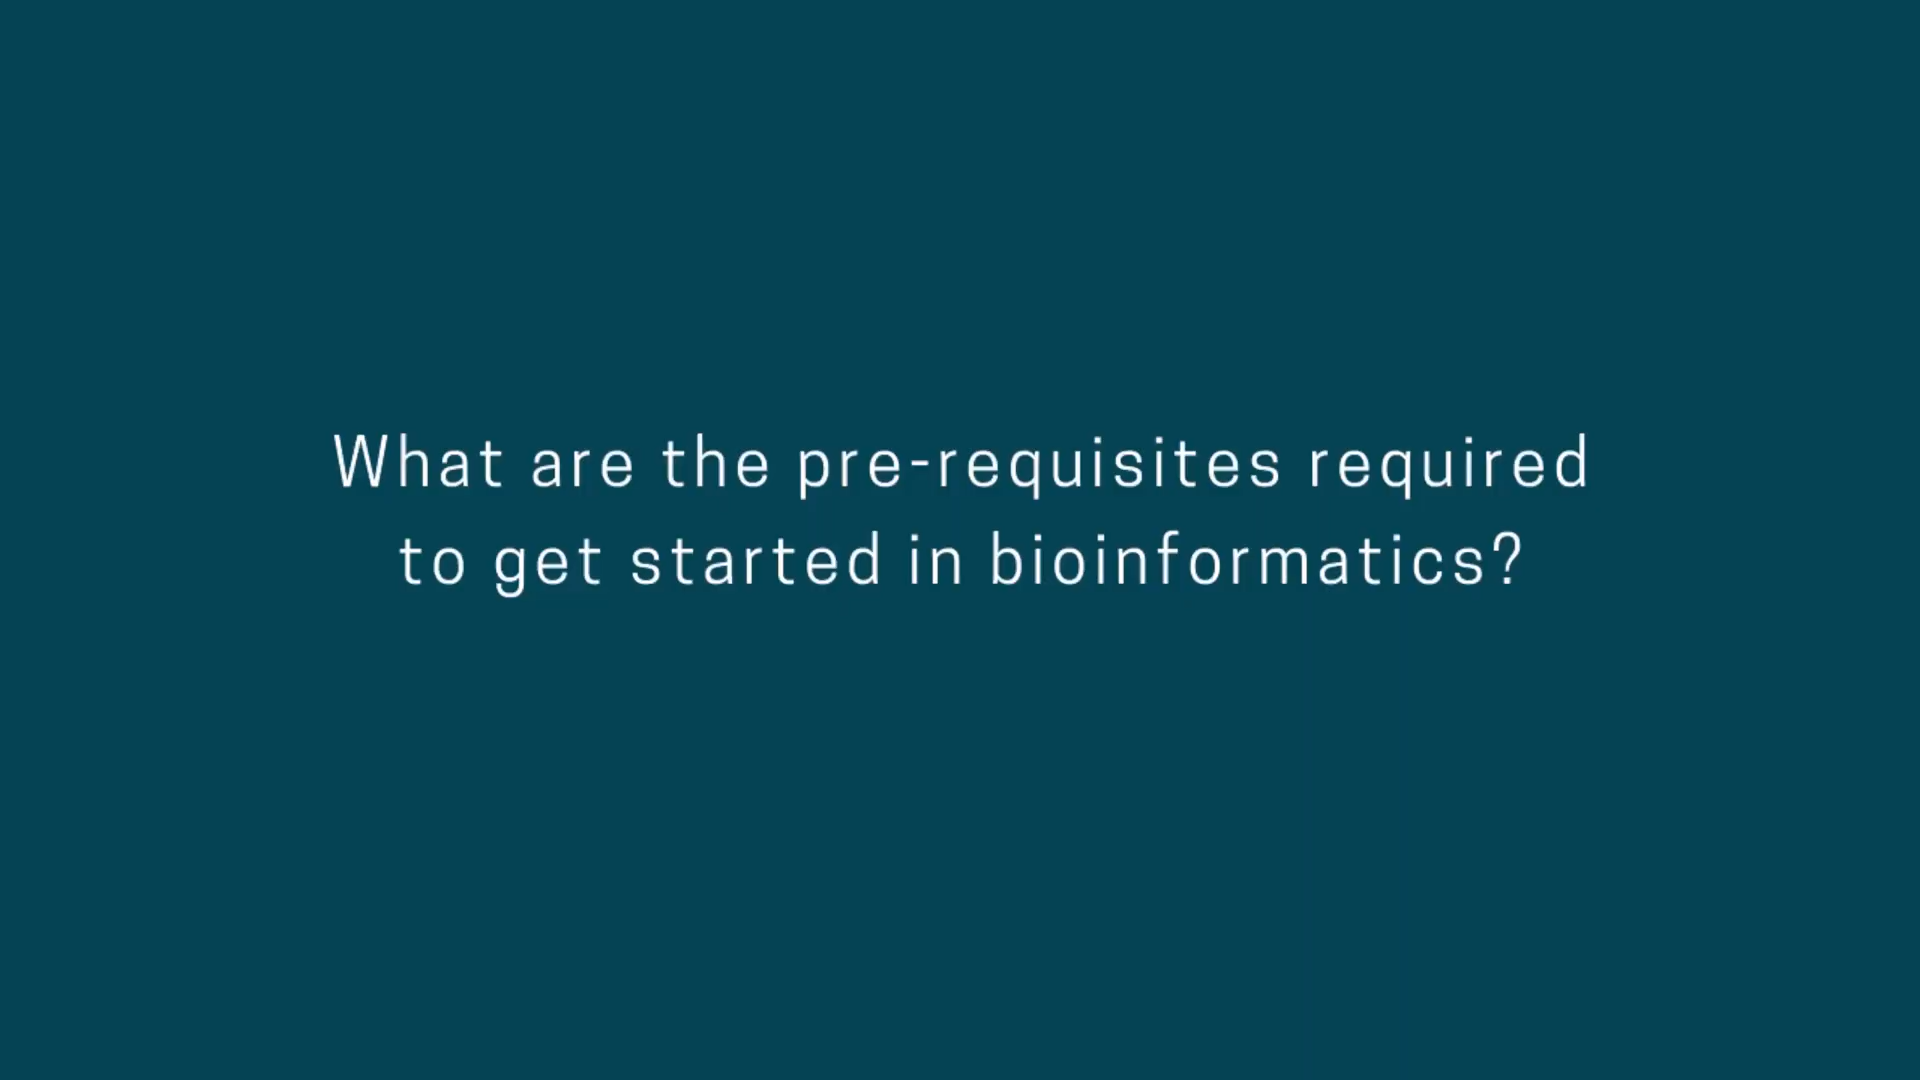 What are the pre-requisites required
to get started in bioinformatics?